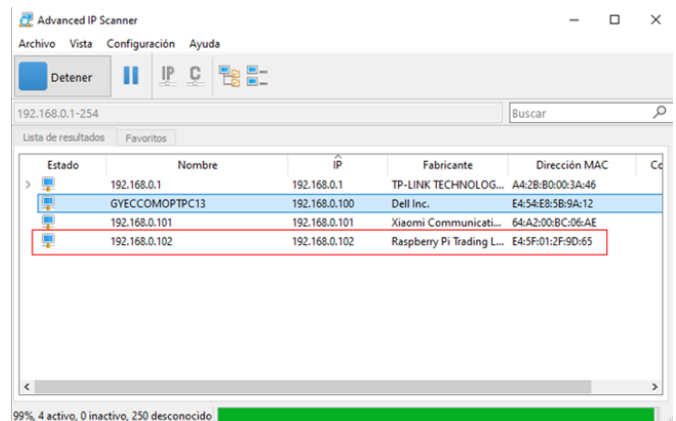 Advanced IP Scanner
Archivo Vista Configuración Ayuda
Detener IP C
192.168.0.1-254 Buscar
Lista de resultados Favoritos
Estado Nombre IP Fabricante Dirección MAC Co
192.168.0.1 192.168.0.1 TP-LINK TECHNOLOG... A4:2B:B0:00:3A:46
GYECCOMOPTPC13 192.168.0.100 Dell Inc. E4:54:E8:5B:9A:12
192.168.0.101 192.168.0.101 Xiaomi Communicati... 64:A2:00:BC:06:AE
192.168.0.102 192.168.0.102 Raspberry Pi Trading L... E4:5F:01:2F:9D:65
99%, 4 activo, 0 inactivo, 250 desconocido